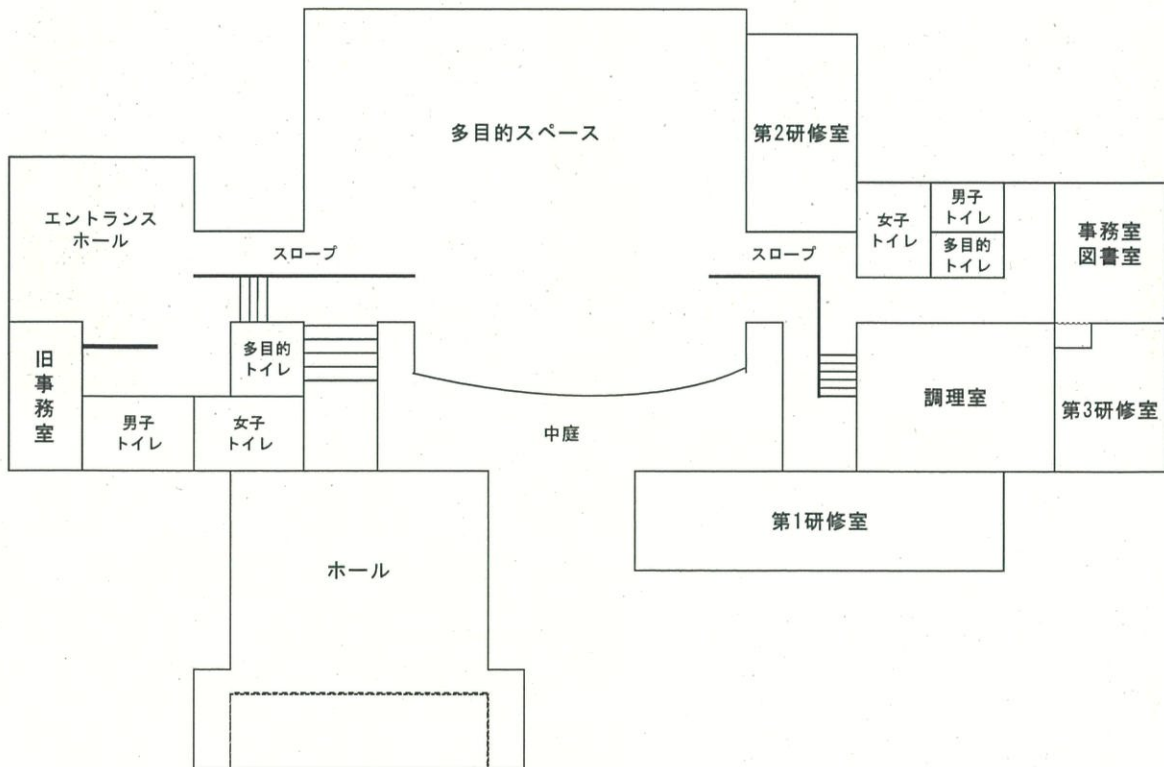 多目的スペース
第2研修室
エントランス
ホール
スロープ
スロープ
女子
トイレ
男子
トイレ
多目的
トイレ
事務室
図書室
旧
事
務
室
多目的
トイレ
男子
トイレ
女子
トイレ
中庭
調理室
第3研修室
第1研修室
ホール